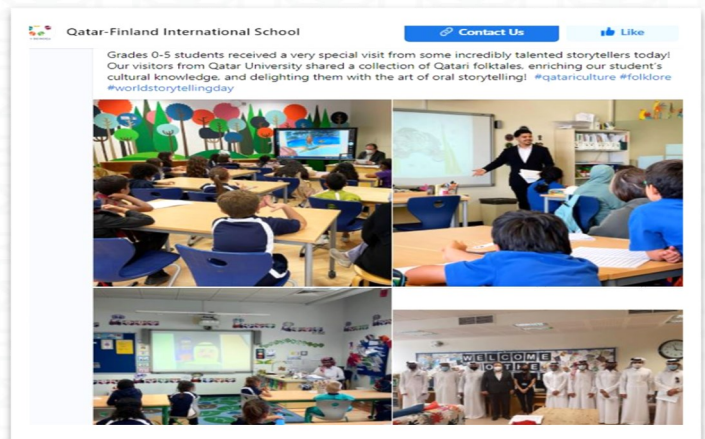 Qatar-Finland International School
Contact Us
Like
Grades 0-5 students received a very special visit from some incredibly talented storytellers today!
Our visitors from Qatar University shared a collection of Qatari folktales, enriching our student's
cultural knowledge, and delighting them with the art of oral storytelling! #qatariculture #folklore
#worldstorytellingday
WELCOME